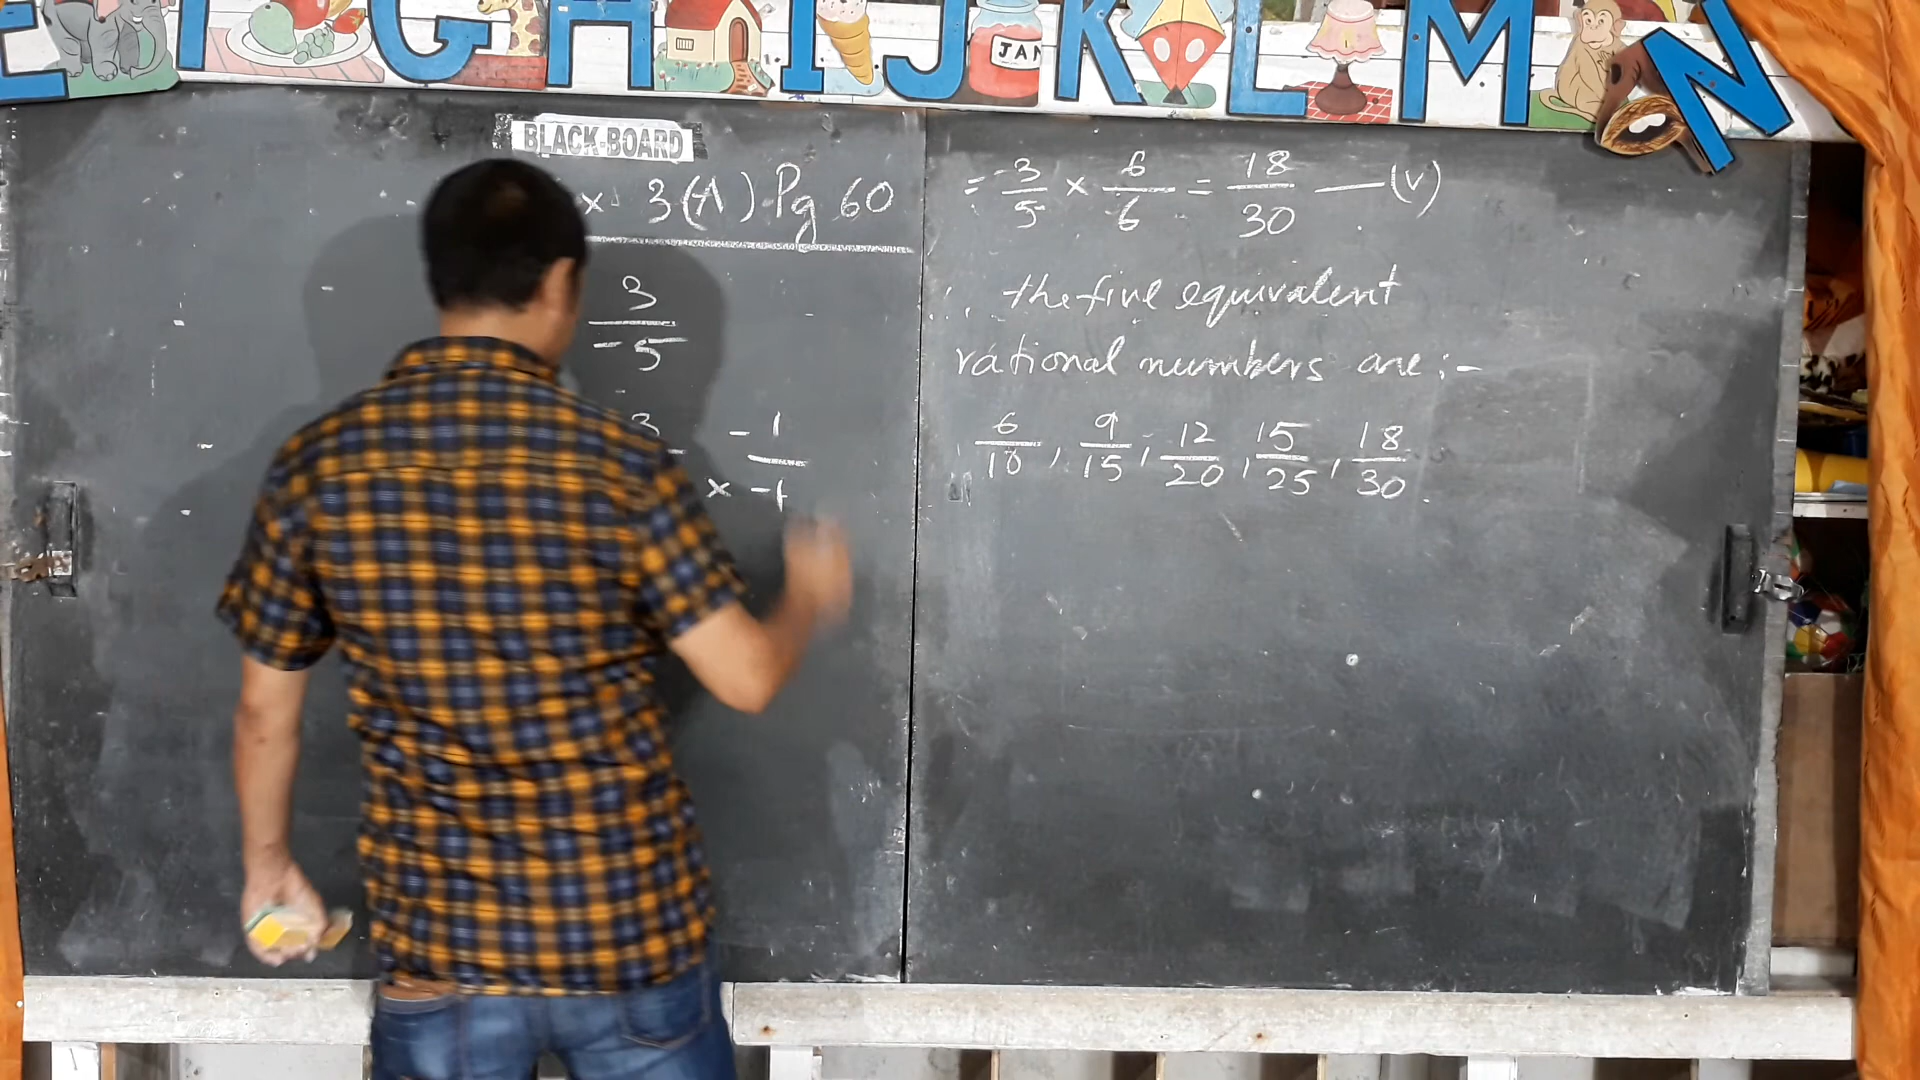 E F G H I J K L M N
JAM
BLACK-BOARD
x 3(A) Pg 60
3/-5
3 -1
x -1
= 3/5 × 6/6 = 18/30 — (v)
∴ the five equivalent
rational numbers are :-
6/10, 9/15, 12/20, 15/25, 18/30.